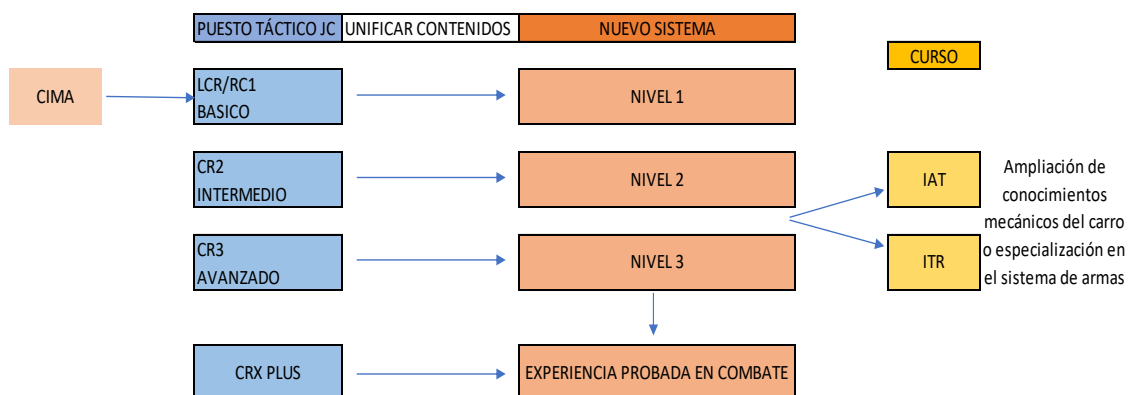 PUESTO TÁCTICO JC
UNIFICAR CONTENIDOS
NUEVO SISTEMA
CURSO
CIMA
LCR/RC1
BASICO
NIVEL 1
CR2
INTERMEDIO
NIVEL 2
IAT
Ampliación de
conocimientos
mecánicos del carro
o especialización en
el sistema de armas
CR3
AVANZADO
NIVEL 3
ITR
CRX PLUS
EXPERIENCIA PROBADA EN COMBATE